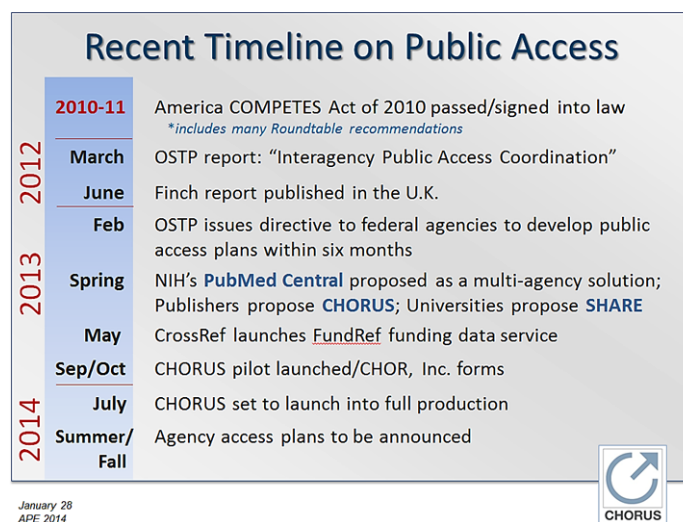 Recent Timeline on Public Access
2010-11 America COMPETES Act of 2010 passed/signed into law
*includes many Roundtable recommendations
2012
March OSTP report: “Interagency Public Access Coordination”
June Finch report published in the U.K.
2013
Feb OSTP issues directive to federal agencies to develop public
access plans within six months
Spring NIH’s PubMed Central proposed as a multi-agency solution;
Publishers propose CHORUS; Universities propose SHARE
May CrossRef launches FundRef funding data service
Sep/Oct CHORUS pilot launched/CHOR, Inc. forms
2014
July CHORUS set to launch into full production
Summer/ Agency access plans to be announced
Fall
January 28
APE 2014
CHORUS